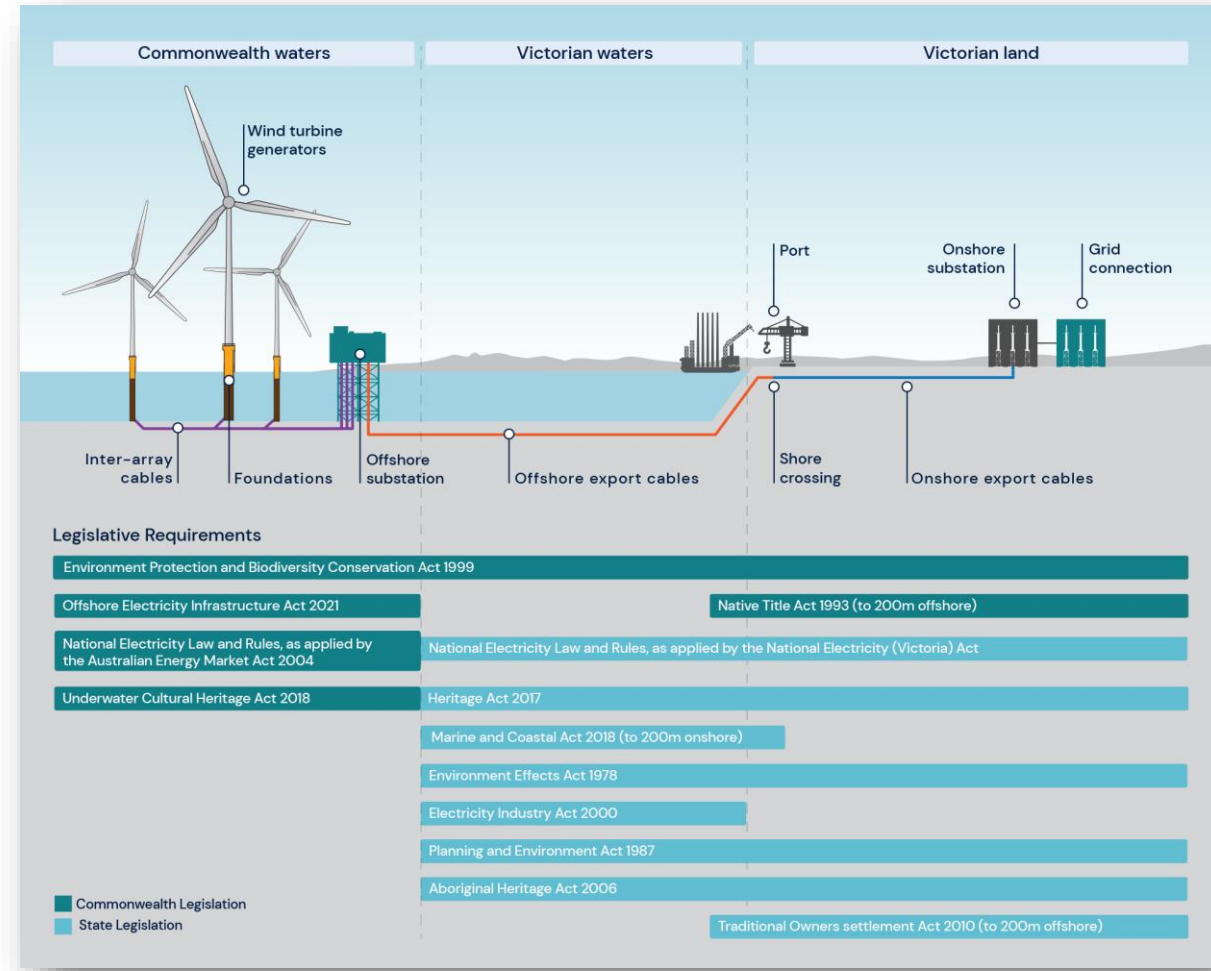 Commonwealth waters
Victorian waters
Victorian land
Wind turbine
generators
Port
Onshore
substation
Grid
connection
Inter-array
cables
Foundations
Offshore
substation
Offshore export cables
Shore
crossing
Onshore export cables
Legislative Requirements
Environment Protection and Biodiversity Conservation Act 1999
Offshore Electricity Infrastructure Act 2021
Native Title Act 1993 (to 200m offshore)
National Electricity Law and Rules, as applied by
the Australian Energy Market Act 2004
National Electricity Law and Rules, as applied by the National Electricity (Victoria) Act
Underwater Cultural Heritage Act 2018
Heritage Act 2017
Marine and Coastal Act 2018 (to 200m onshore)
Environment Effects Act 1978
Electricity Industry Act 2000
Planning and Environment Act 1987
Aboriginal Heritage Act 2006
Traditional Owners settlement Act 2010 (to 200m offshore)
Commonwealth Legislation
State Legislation